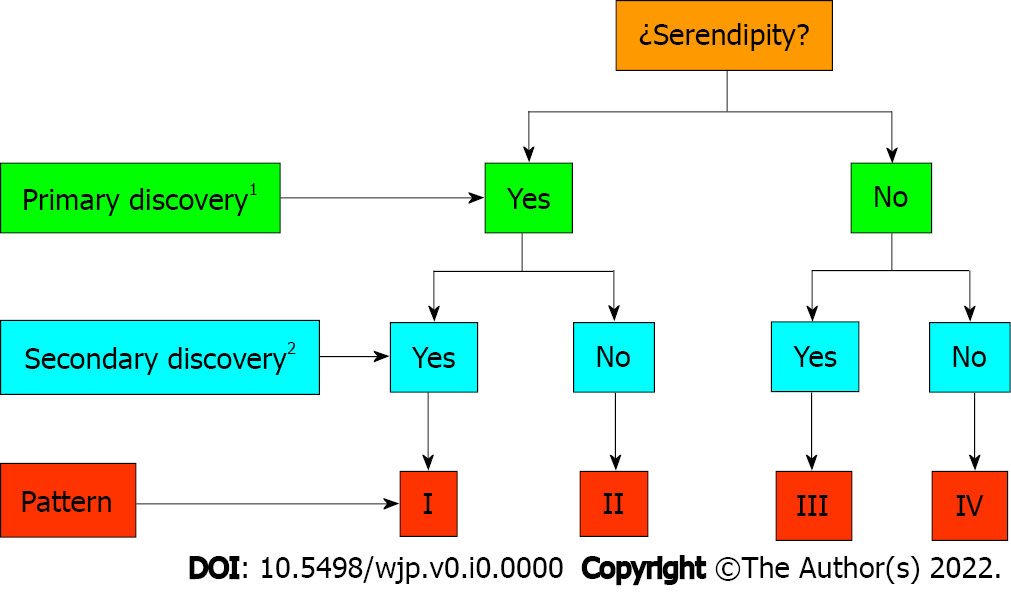 ¿Serendipity?
Primary discovery1
Yes
No
Secondary discovery2
Yes
No
Yes
No
Pattern
I
II
III
IV
DOI: 10.5498/wjp.v0.i0.0000 Copyright ©The Author(s) 2022.